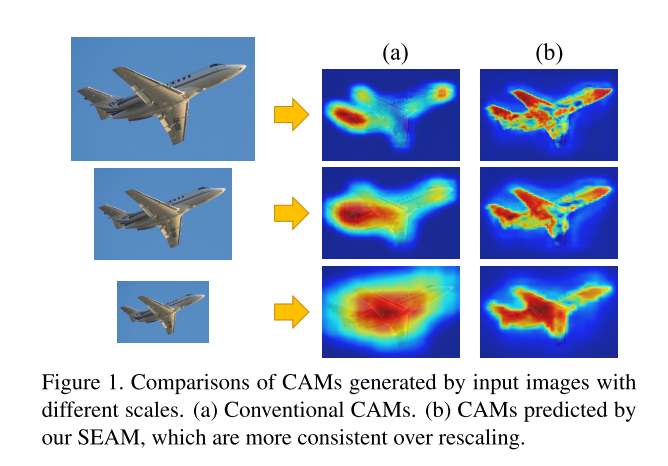 (a) (b)
Figure 1. Comparisons of CAMs generated by input images with
different scales. (a) Conventional CAMs. (b) CAMs predicted by
our SEAM, which are more consistent over rescaling.